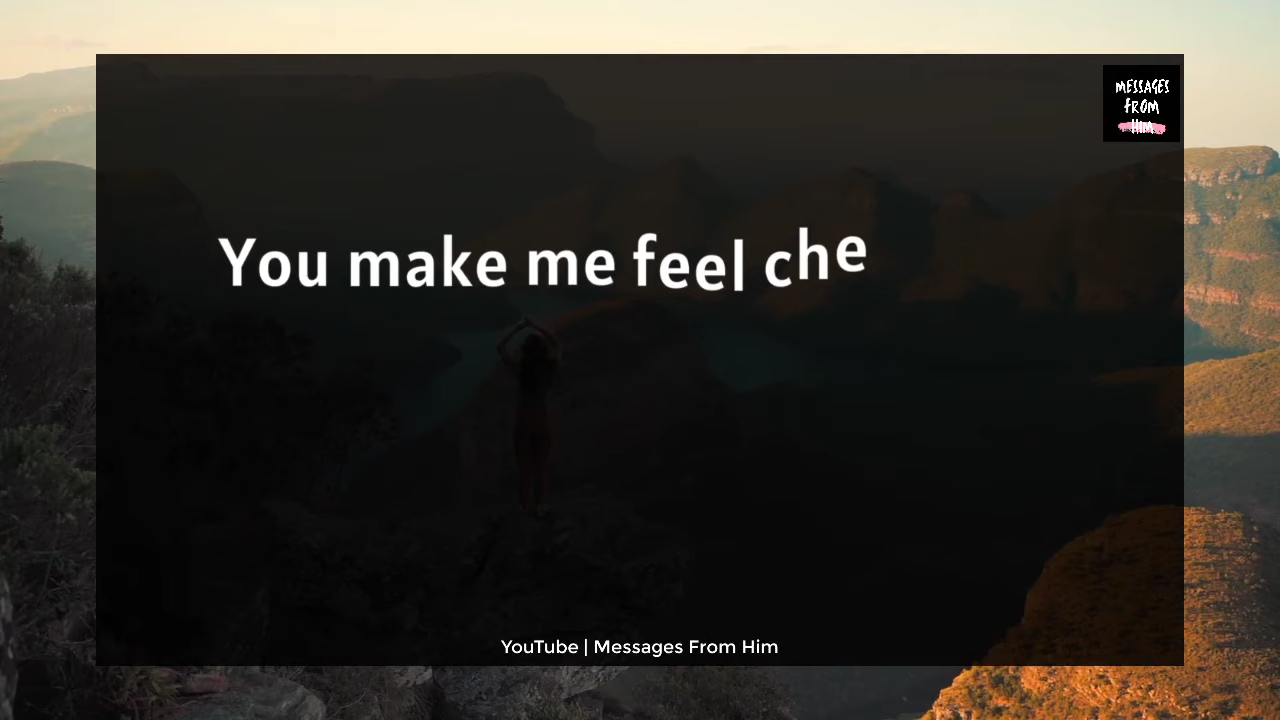 MESSAGES
FROM
HIM
You make me feel che
YouTube | Messages From Him